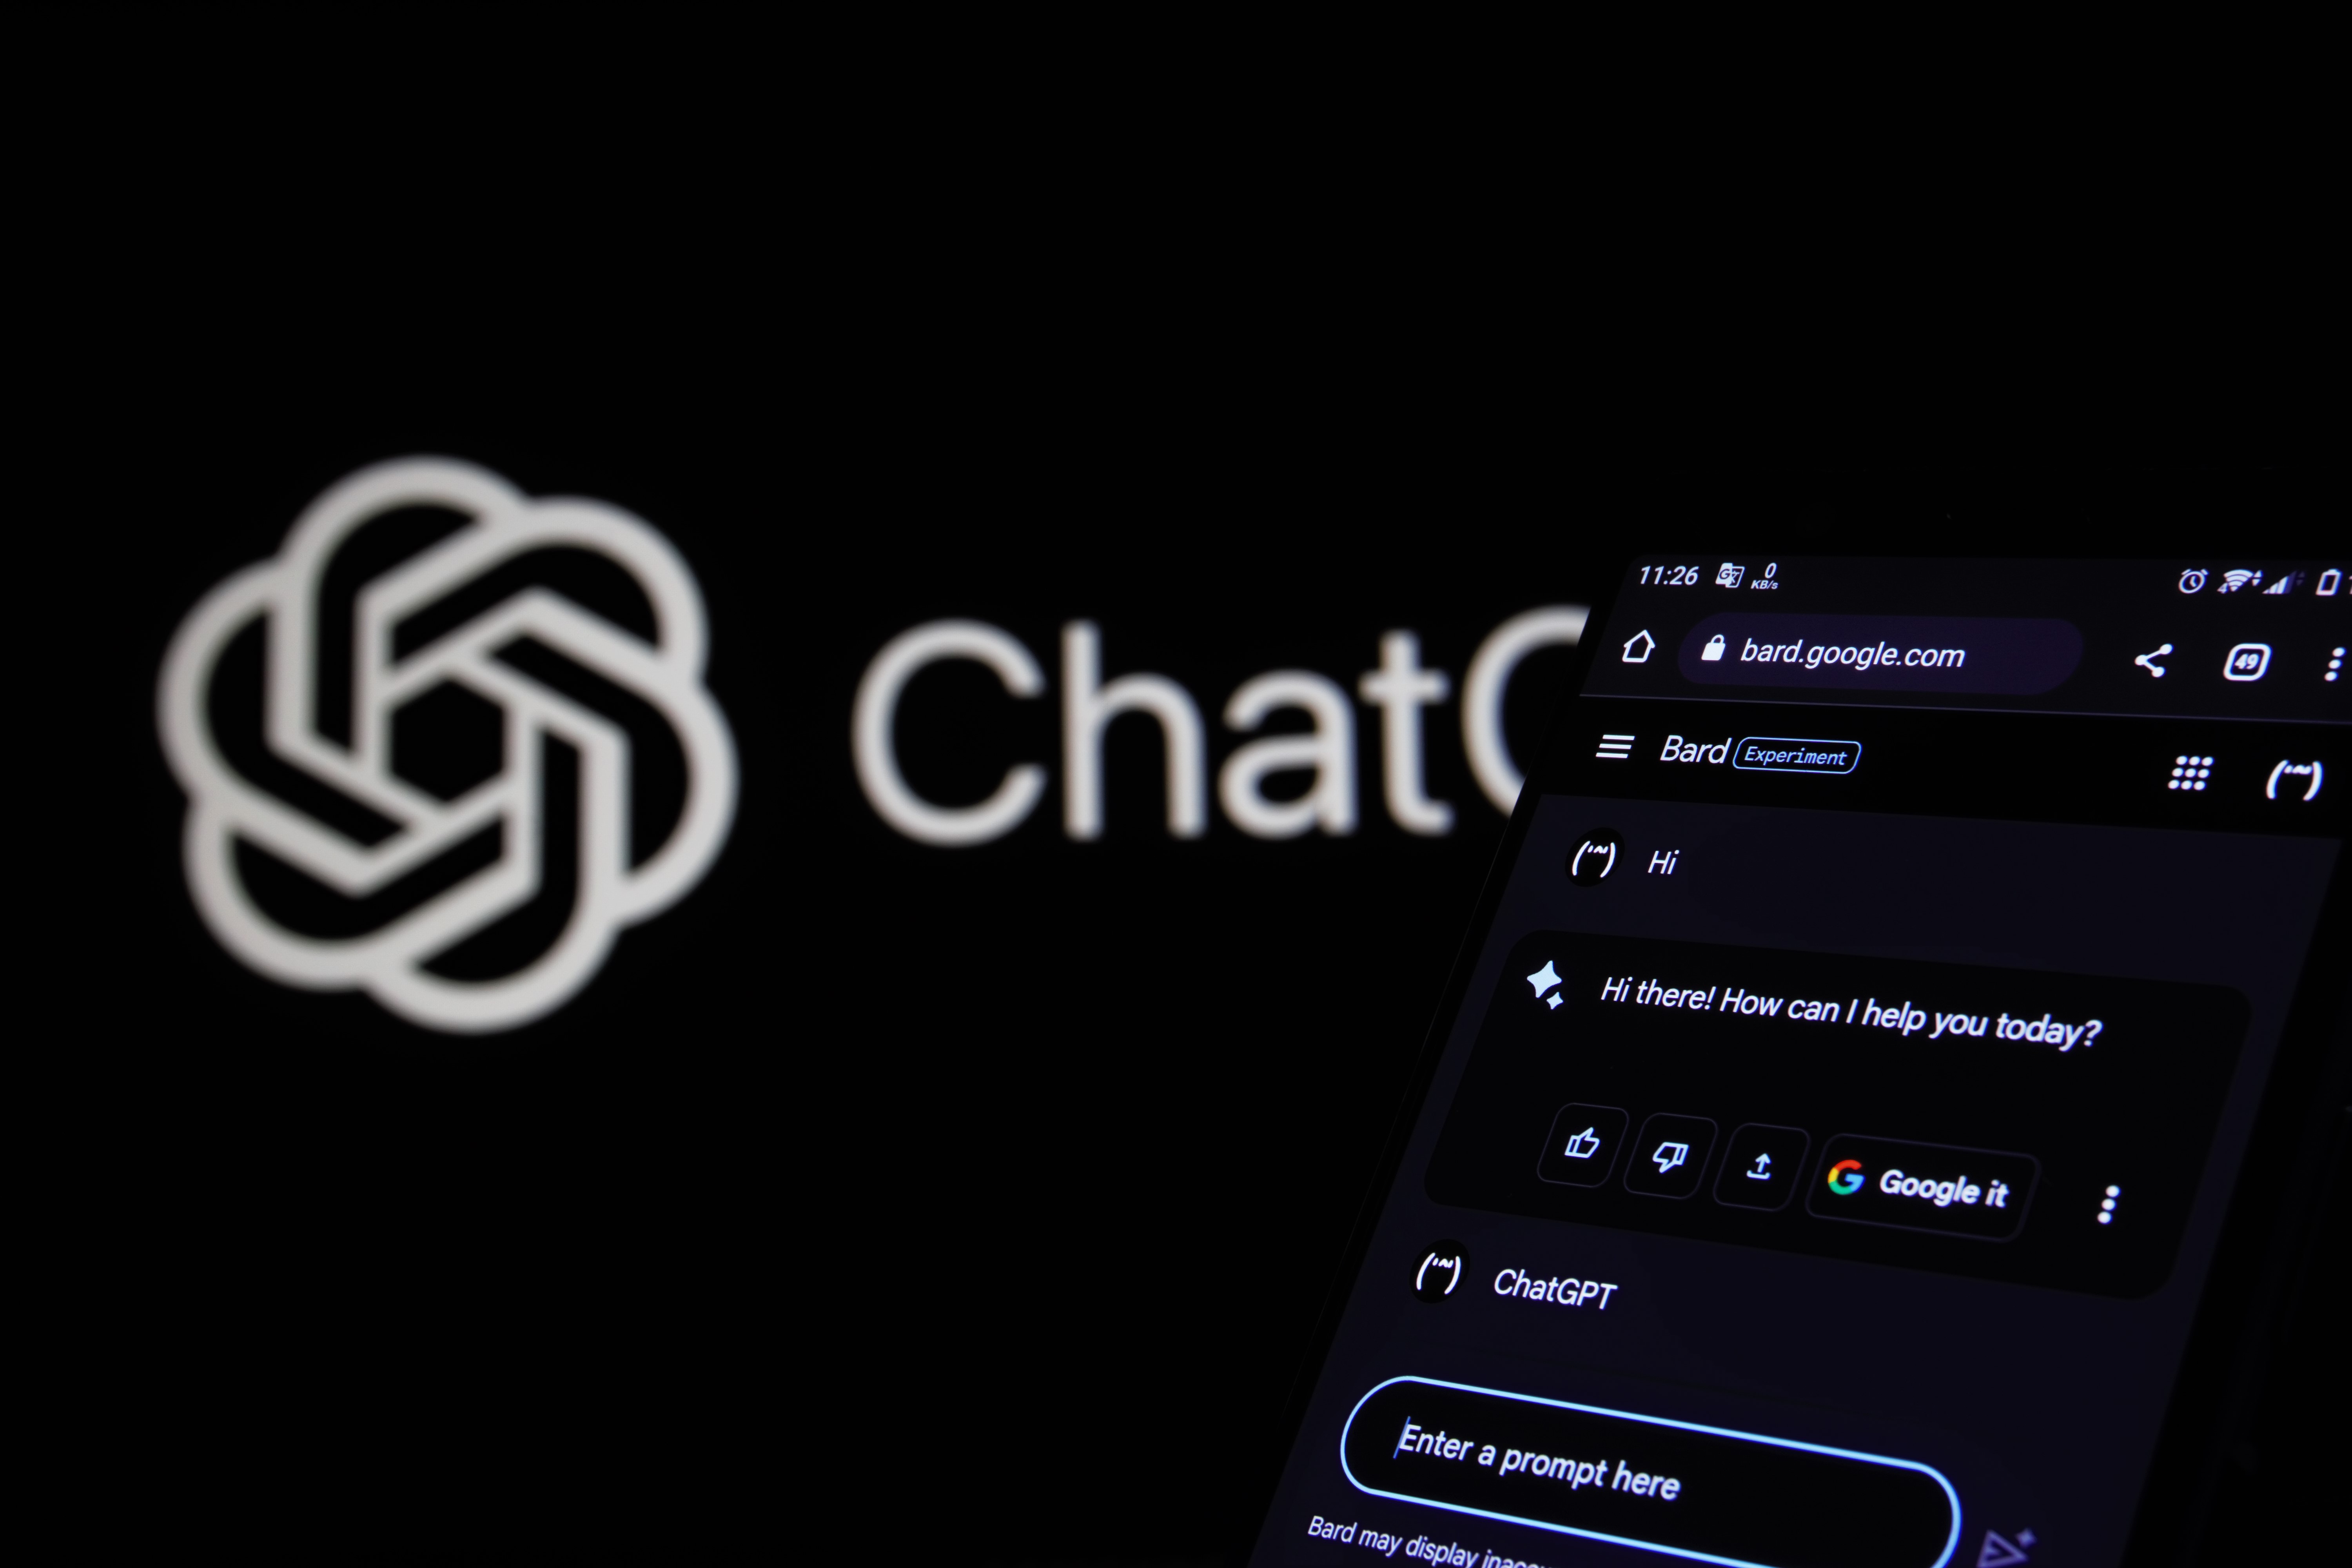 Chat
11:26
0
KB/s
bard.google.com
49
Bard Experiment
Hi
Hi there! How can I help you today?
Google it
ChatGPT
Enter a prompt here
Bard may display